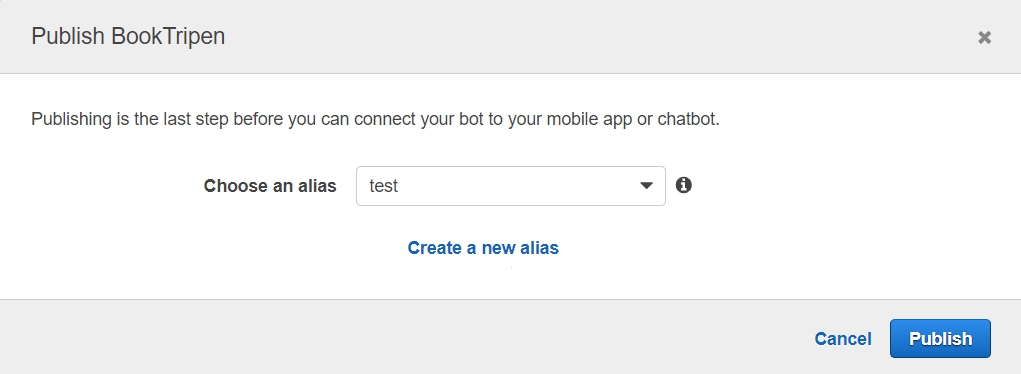 Publish BookTripen
Publishing is the last step before you can connect your bot to your mobile app or chatbot.
Choose an alias test
Create a new alias
Cancel Publish